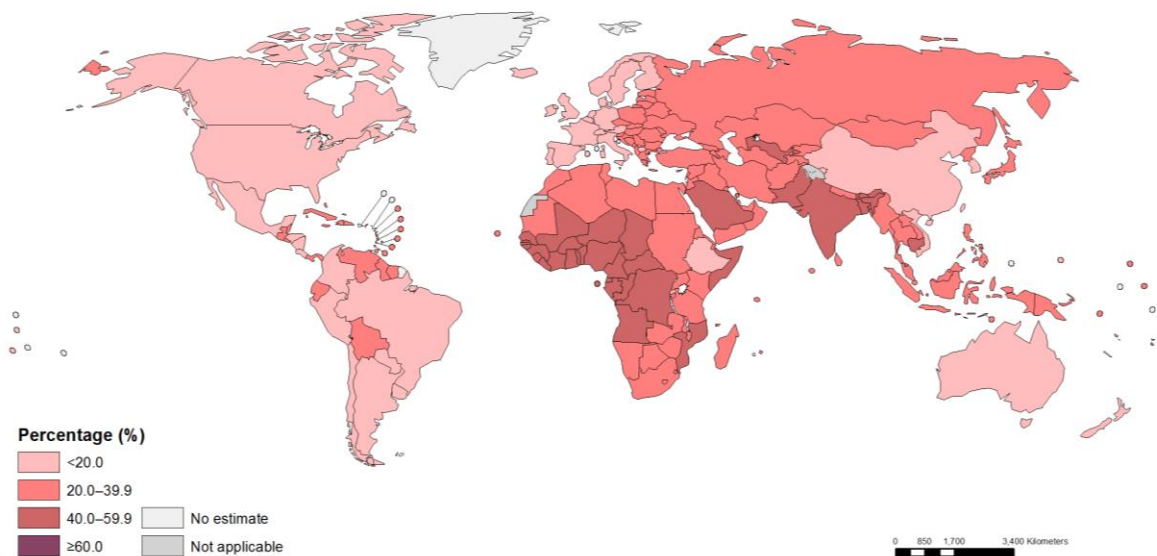 Percentage (%)
<20.0
20.0–39.9
40.0–59.9
≥60.0
No estimate
Not applicable
0 850 1,700 3,400 Kilometers